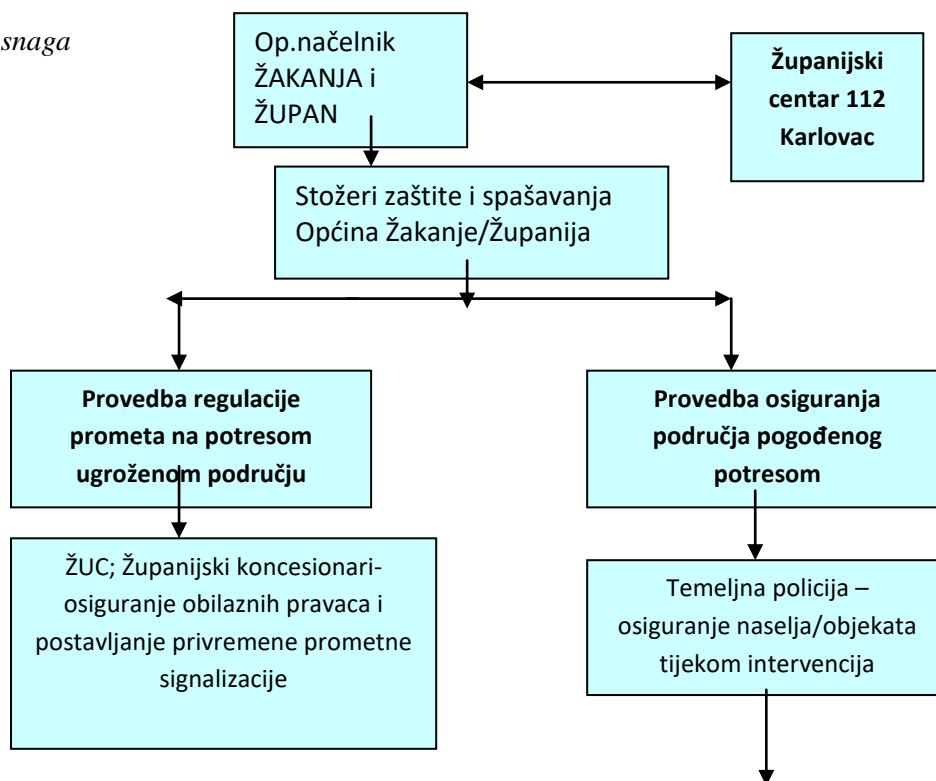 snaga
Op.načelnik
ŽAKANJA i
ŽUPAN
Županijski
centar 112
Karlovac
Stožeri zaštite i spašavanja
Općina Žakanje/Županija
Provedba regulacije
prometa na potresom
ugroženom području
Provedba osiguranja
područja pogođenog
potresom
ŽUC; Županijski koncesionari-
osiguranje obilaznih pravaca i
postavljanje privremene prometne
signalizacije
Temeljna policija –
osiguranje naselja/objekata
tijekom intervencija